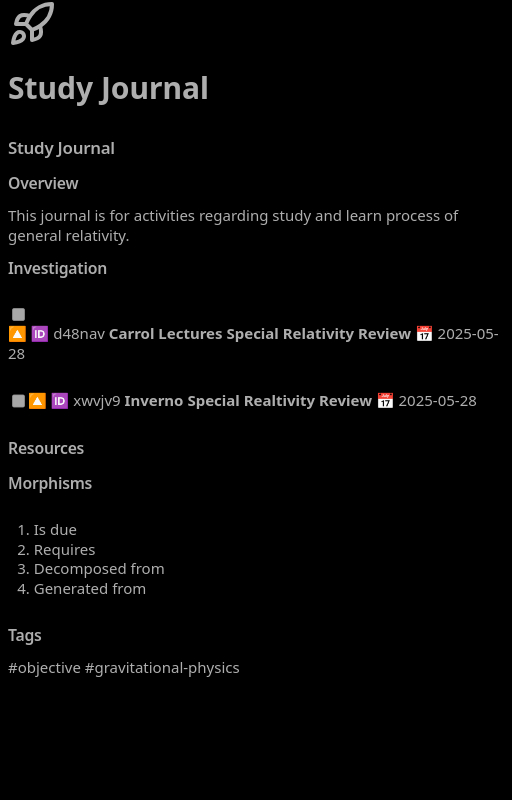 Study Journal
Study Journal
Overview
This journal is for activities regarding study and learn process of
general relativity.
Investigation
🔼 🆔 d48nav Carrol Lectures Special Relativity Review 📅 2025-05-
28
🔼 🆔 xwvjv9 Inverno Special Realtivity Review 📅 2025-05-28
Resources
Morphisms
1. Is due
2. Requires
3. Decomposed from
4. Generated from
Tags
#objective #gravitational-physics